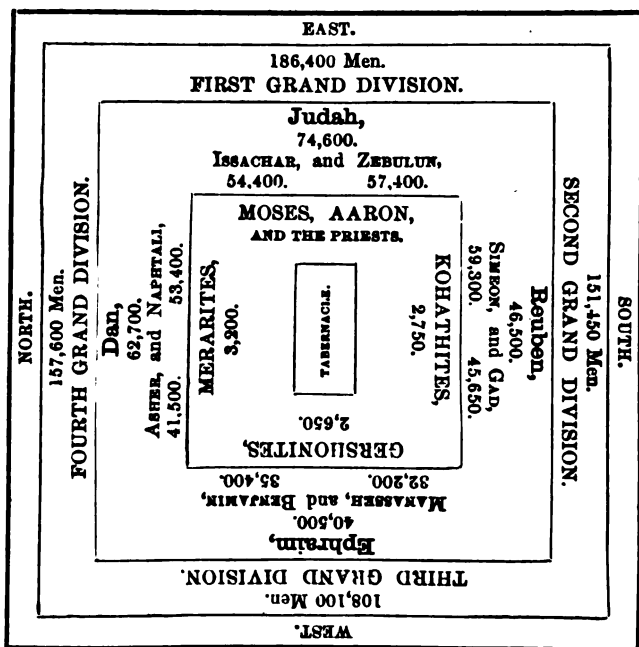 EAST.
186,400 Men.
FIRST GRAND DIVISION.
Judah,
74,600.
ISSACHAR, and ZEBULUN,
54,400. 57,400.
MOSES, AARON,
AND THE PRIESTS.
SOUTH.
151,450 Men.
SECOND GRAND DIVISION.
Reuben,
46,500.
SIMEON, and GAD,
59,300. 45,650.
KOHATHITES,
2,750.
TABERNACLE.
WEST.
108,100 Men.
THIRD GRAND DIVISION.
Ephraim,
40,500.
MANASSEH, and BENJAMIN,
32,200. 35,400.
GERSHONITES,
2,650.
NORTH.
157,600 Men.
FOURTH GRAND DIVISION.
Dan,
62,700.
ASHER, and NAPHTALI,
41,500. 53,400.
MERARITES,
3,200.